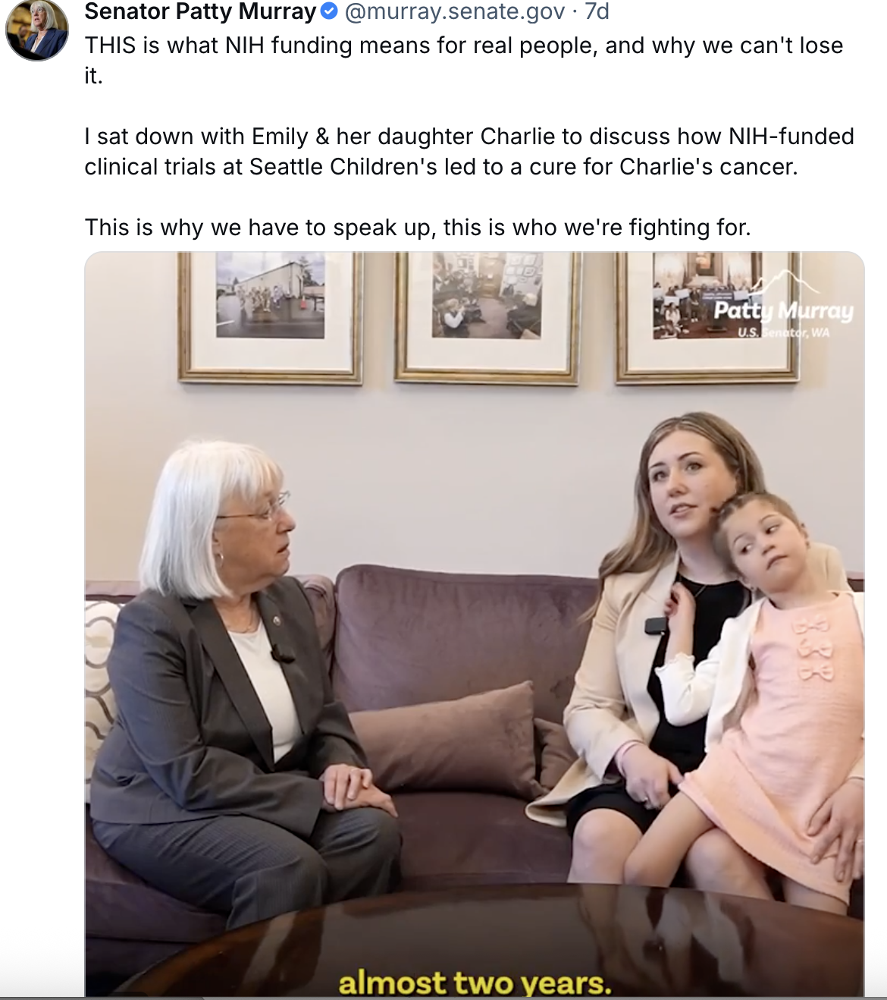 Senator Patty Murray @murray.senate.gov · 7d
THIS is what NIH funding means for real people, and why we can't lose
it.
I sat down with Emily & her daughter Charlie to discuss how NIH-funded
clinical trials at Seattle Children's led to a cure for Charlie's cancer.
This is why we have to speak up, this is who we're fighting for.
Patty Murray
U.S. Senator, WA
almost two years.